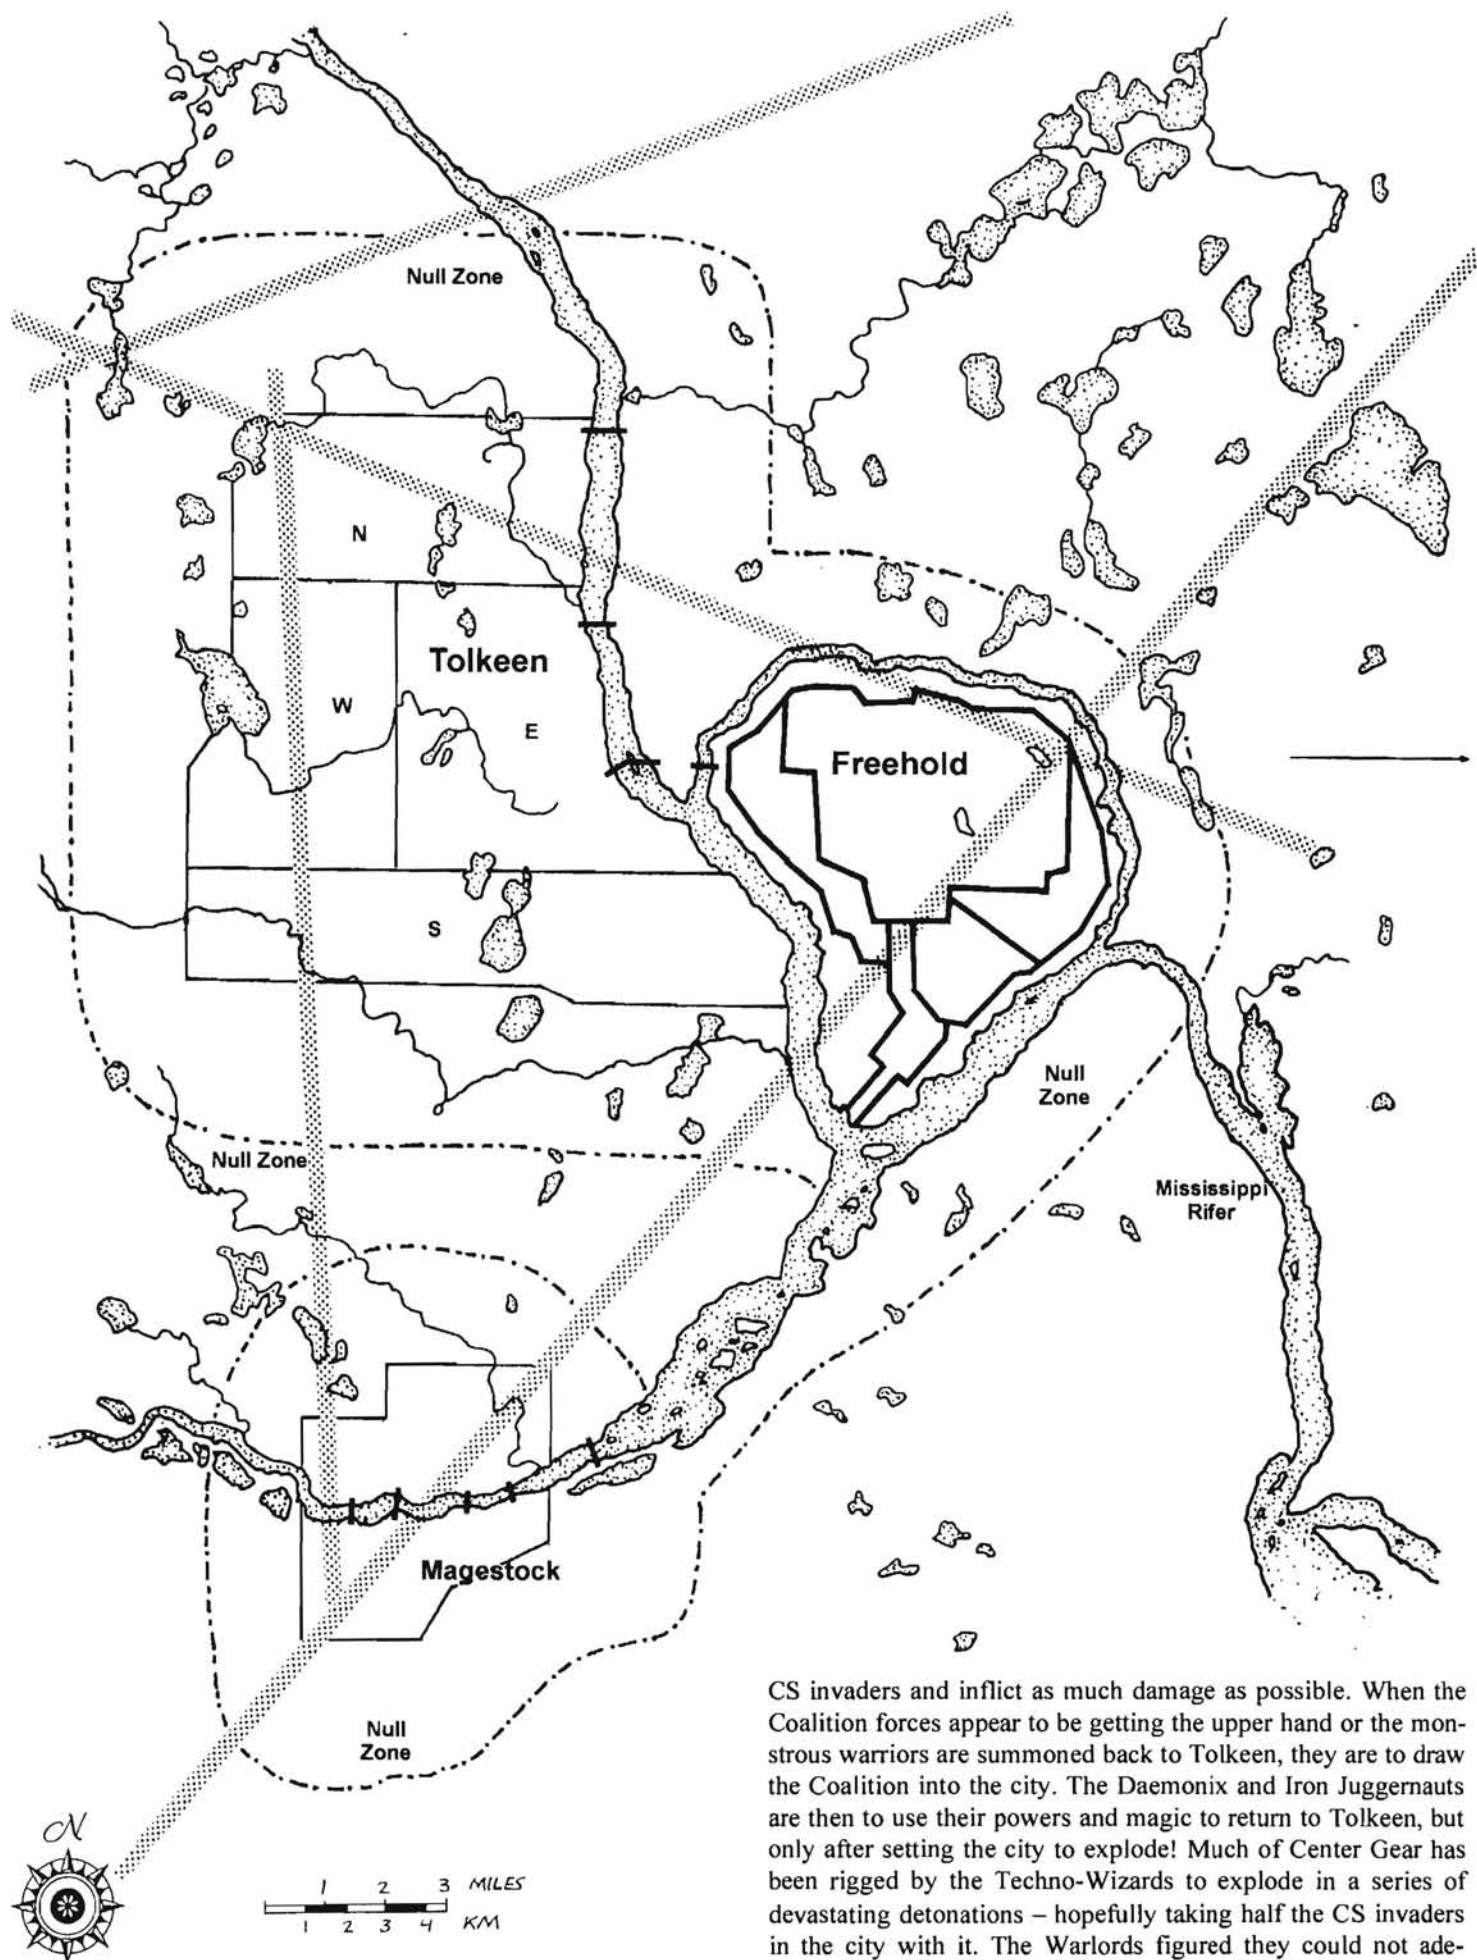 Null Zone
N
Tolkeen
W
E
Freehold
S
Null
Zone
Null Zone
Mississippi
Rifer
Magestock
Null
Zone
N
1 2 3 MILES
1 2 3 4 KM
CS invaders and inflict as much damage as possible. When the
Coalition forces appear to be getting the upper hand or the mon-
strous warriors are summoned back to Tolkeen, they are to draw
the Coalition into the city. The Daemonix and Iron Juggernauts
are then to use their powers and magic to return to Tolkeen, but
only after setting the city to explode! Much of Center Gear has
been rigged by the Techno-Wizards to explode in a series of
devastating detonations – hopefully taking half the CS invaders
in the city with it. The Warlords figured they could not ade-